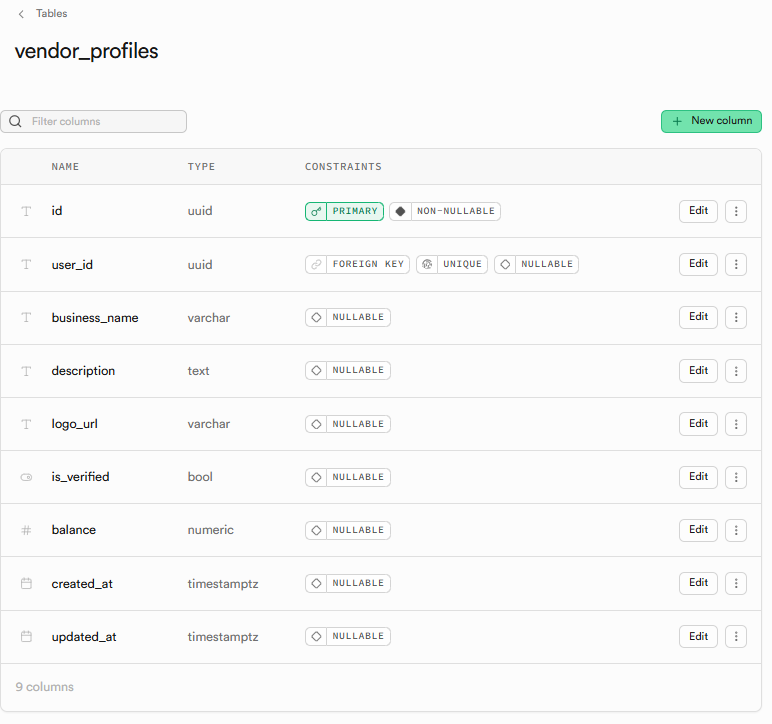 Tables
vendor_profiles
Filter columns
New column
NAME TYPE CONSTRAINTS
id uuid PRIMARY NON-NULLABLE Edit
user_id uuid FOREIGN KEY UNIQUE NULLABLE Edit
business_name varchar NULLABLE Edit
description text NULLABLE Edit
logo_url varchar NULLABLE Edit
is_verified bool NULLABLE Edit
balance numeric NULLABLE Edit
created_at timestamptz NULLABLE Edit
updated_at timestamptz NULLABLE Edit
9 columns